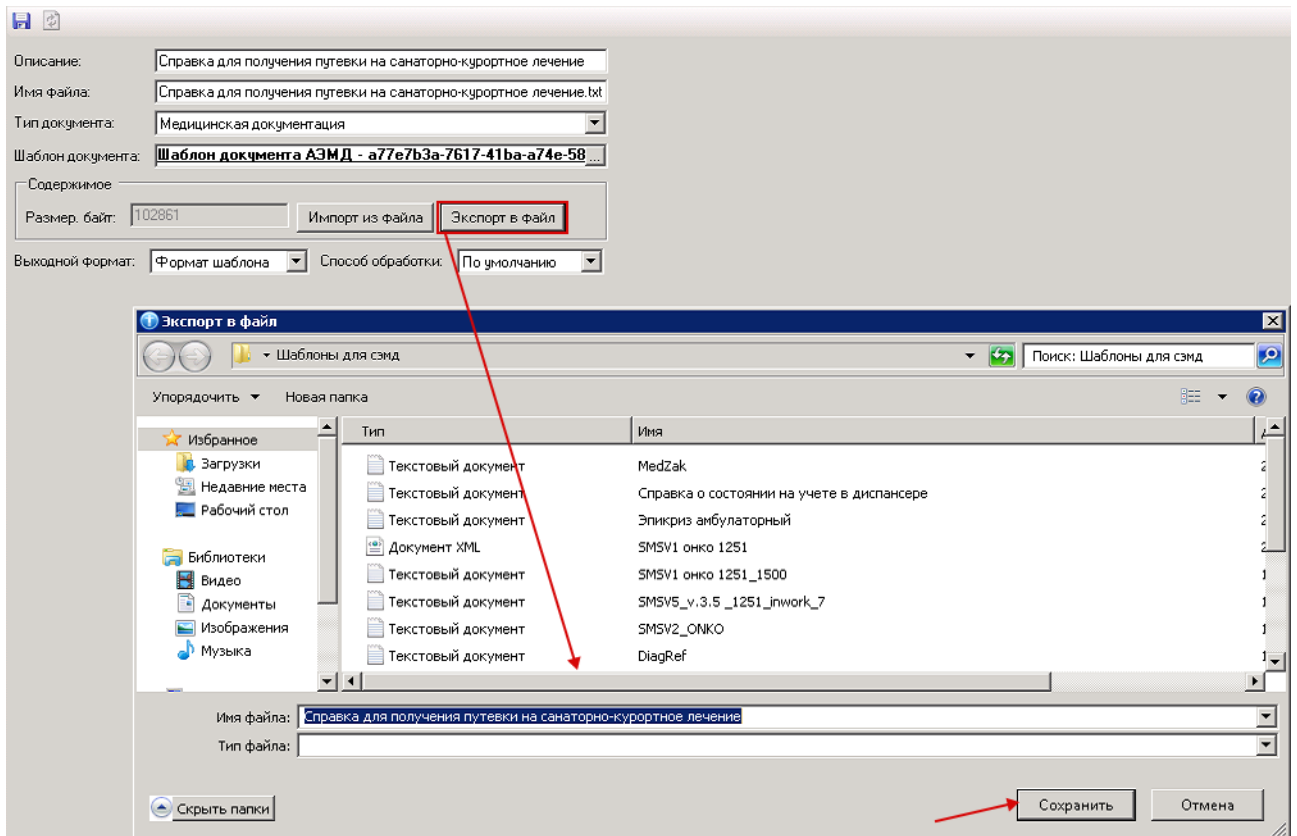 Описание: Справка для получения путевки на санаторно-курортное лечение
Имя файла: Справка для получения путевки на санаторно-курортное лечение.txt
Тип документа: Медицинская документация
Шаблон документа: Шаблон документа АЭМД - a77e7b3a-7617-41ba-a74e-58 ...
Содержимое
Размер. байт: 102861 Импорт из файла Экспорт в файл
Выходной формат: Формат шаблона Способ обработки: По умолчанию
Экспорт в файл
Шаблоны для сэмд Поиск: Шаблоны для сэмд
Упорядочить Новая папка
Избранное
Загрузки
Недавние места
Рабочий стол
Библиотеки
Видео
Документы
Изображения
Музыка
Тип Имя
Текстовый документ MedZak
Текстовый документ Справка о состоянии на учете в диспансере
Текстовый документ Эпикриз амбулаторный
Документ XML SMSV1 онко 1251
Текстовый документ SMSV1 онко 1251_1500
Текстовый документ SMSV5_v.3.5 _1251_inwork_7
Текстовый документ SMSV2_ONKO
Текстовый документ DiagRef
Имя файла: Справка для получения путевки на санаторно-курортное лечение
Тип файла:
Скрыть папки Сохранить Отмена